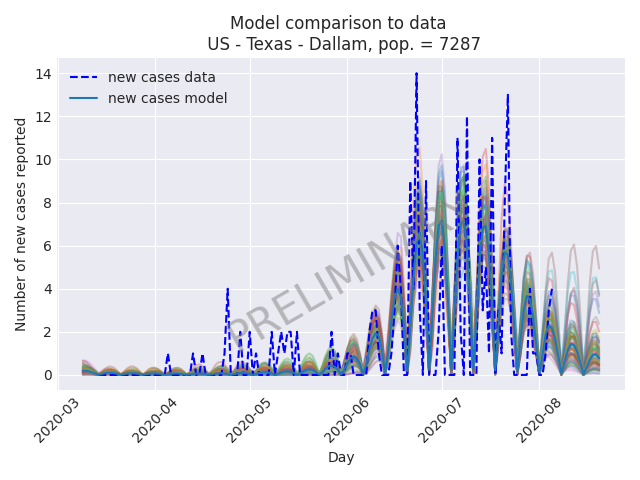 Model comparison to data
US - Texas - Dallam, pop. = 7287
new cases data
new cases model
PRELIMINARY
Number of new cases reported
14
12
10
8
6
4
2
0
2020-03
2020-04
2020-05
2020-06
2020-07
2020-08
Day